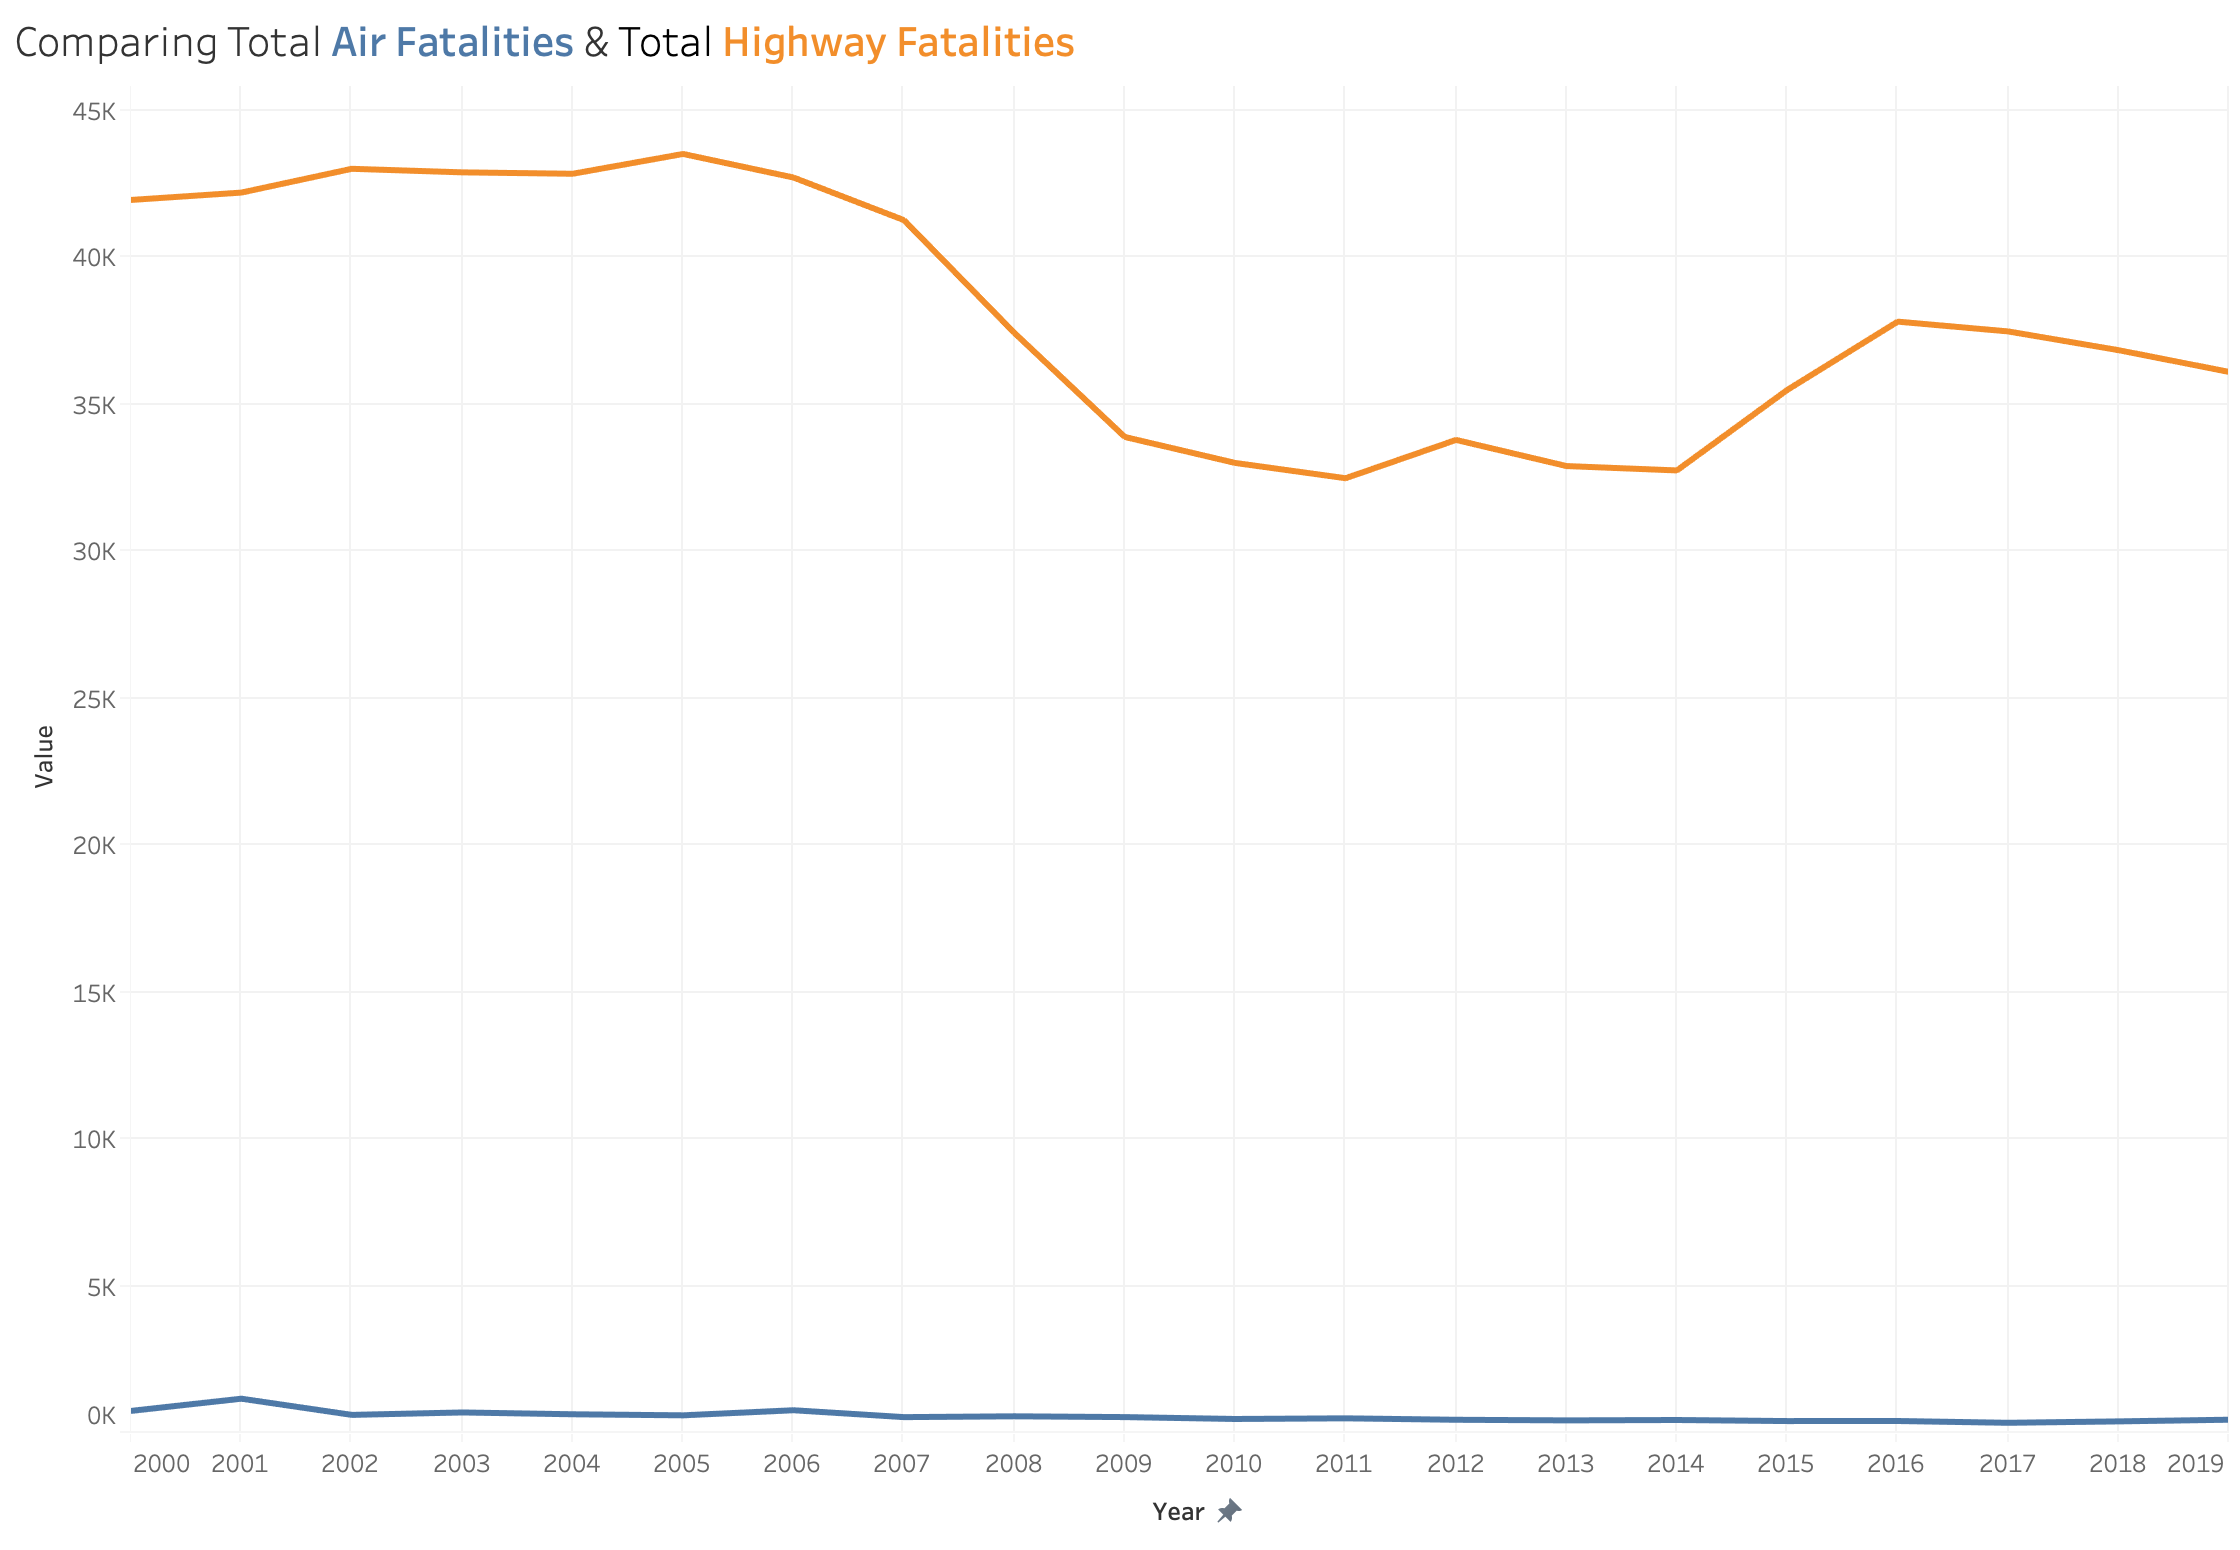 Comparing Total Air Fatalities & Total Highway Fatalities
45K
40K
35K
30K
25K
20K
15K
10K
5K
0K
Value
2000 2001 2002 2003 2004 2005 2006 2007 2008 2009 2010 2011 2012 2013 2014 2015 2016 2017 2018 2019
Year